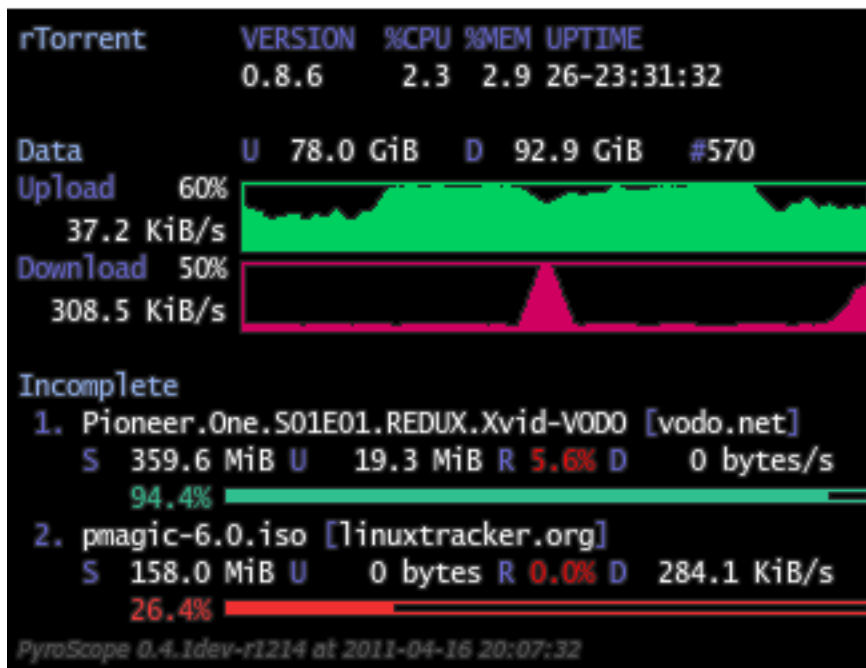 rTorrent VERSION %CPU %MEM UPTIME
0.8.6 2.3 2.9 26-23:31:32
Data U 78.0 GiB D 92.9 GiB #570
Upload 60%
37.2 KiB/s
Download 50%
308.5 KiB/s
Incomplete
1. Pioneer.One.S01E01.REDUX.Xvid-VODO [vodo.net]
S 359.6 MiB U 19.3 MiB R 5.6% D 0 bytes/s
94.4%
2. pmagic-6.0.iso [linuxtracker.org]
S 158.0 MiB U 0 bytes R 0.0% D 284.1 KiB/s
26.4%
PyroScope 0.4.1dev-r1214 at 2011-04-16 20:07:32